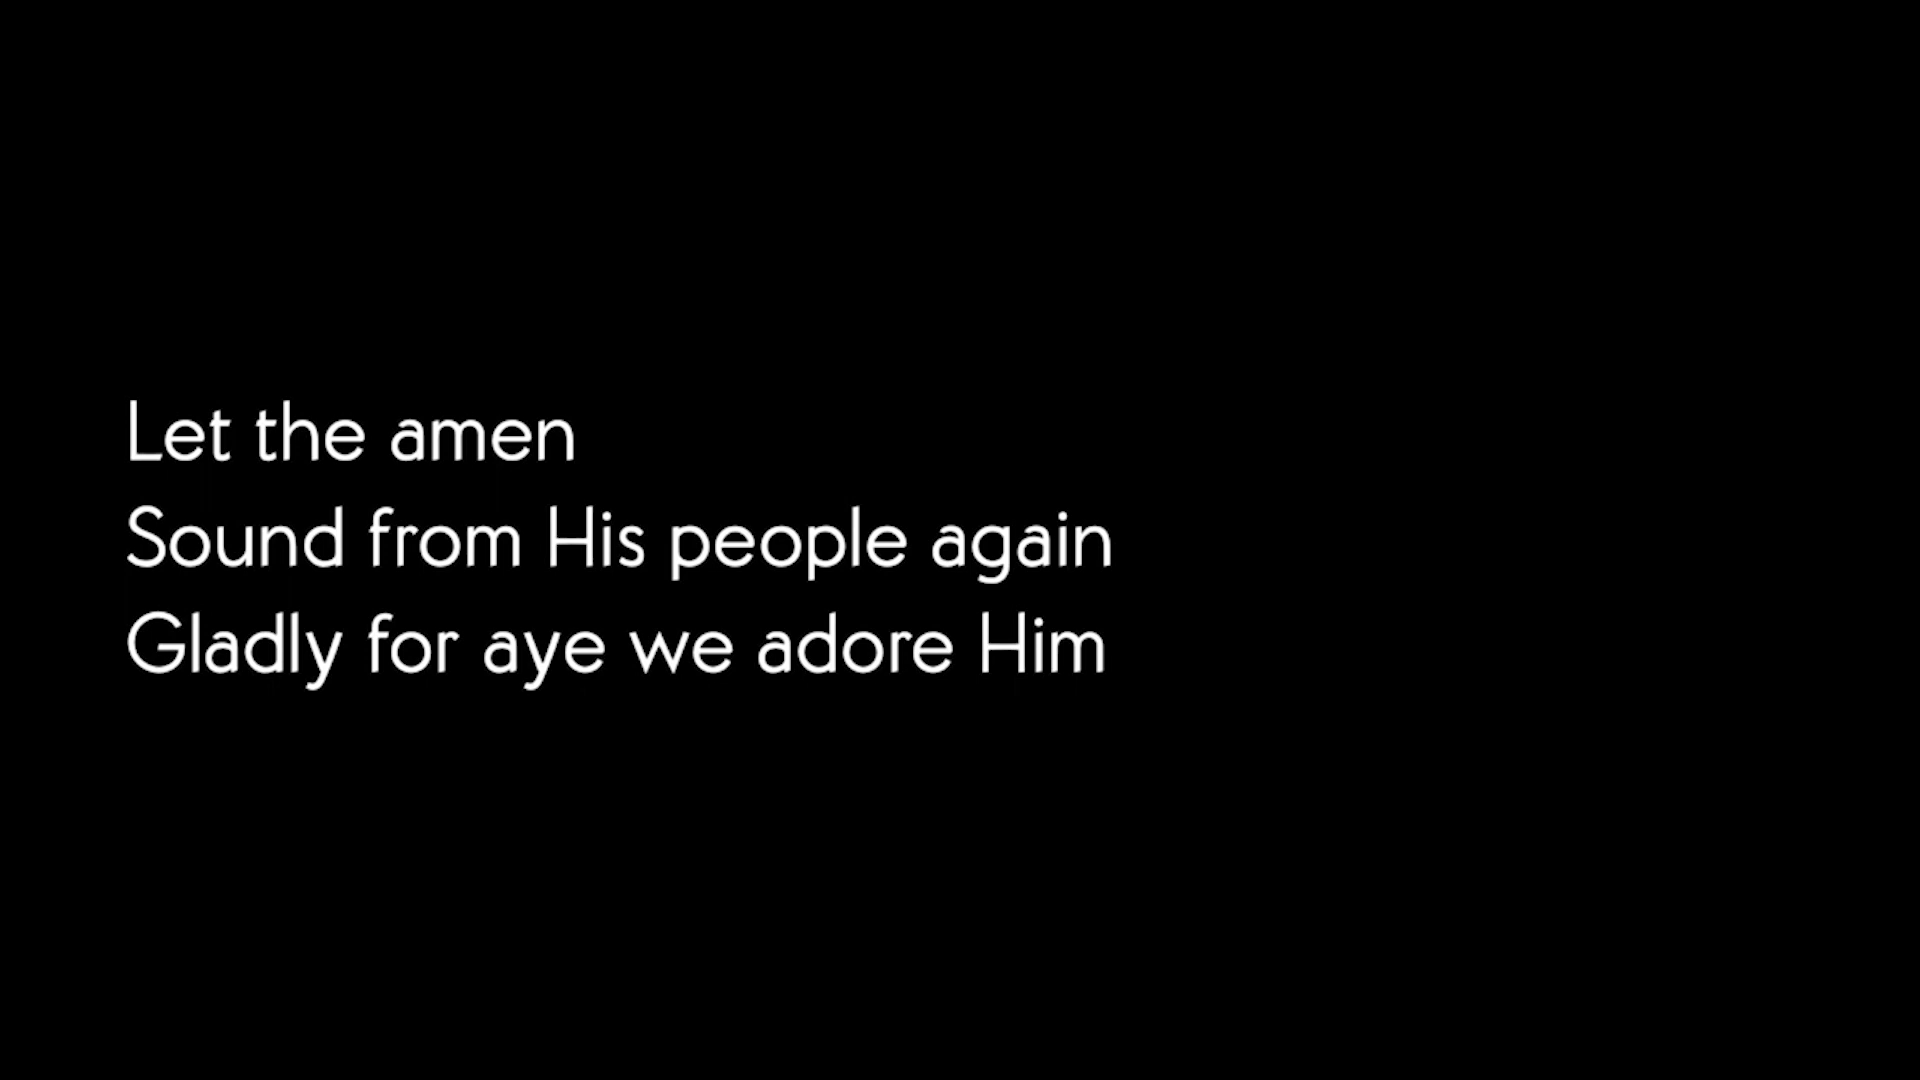 Let the amen
Sound from His people again
Gladly for aye we adore Him